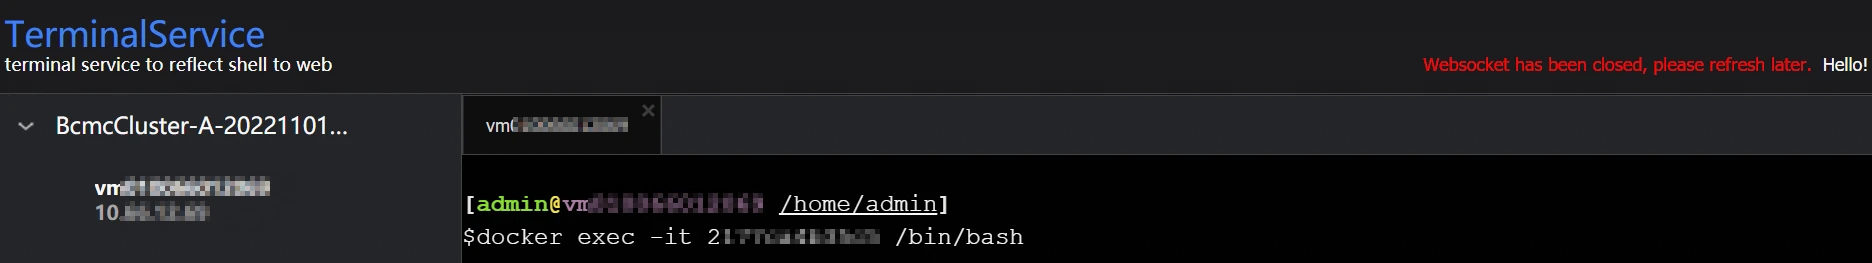 TerminalService
terminal service to reflect shell to web
Websocket has been closed, please refresh later. Hello!
BcmcCluster-A-20221101...
[admin@ /home/admin]
$docker exec -it /bin/bash